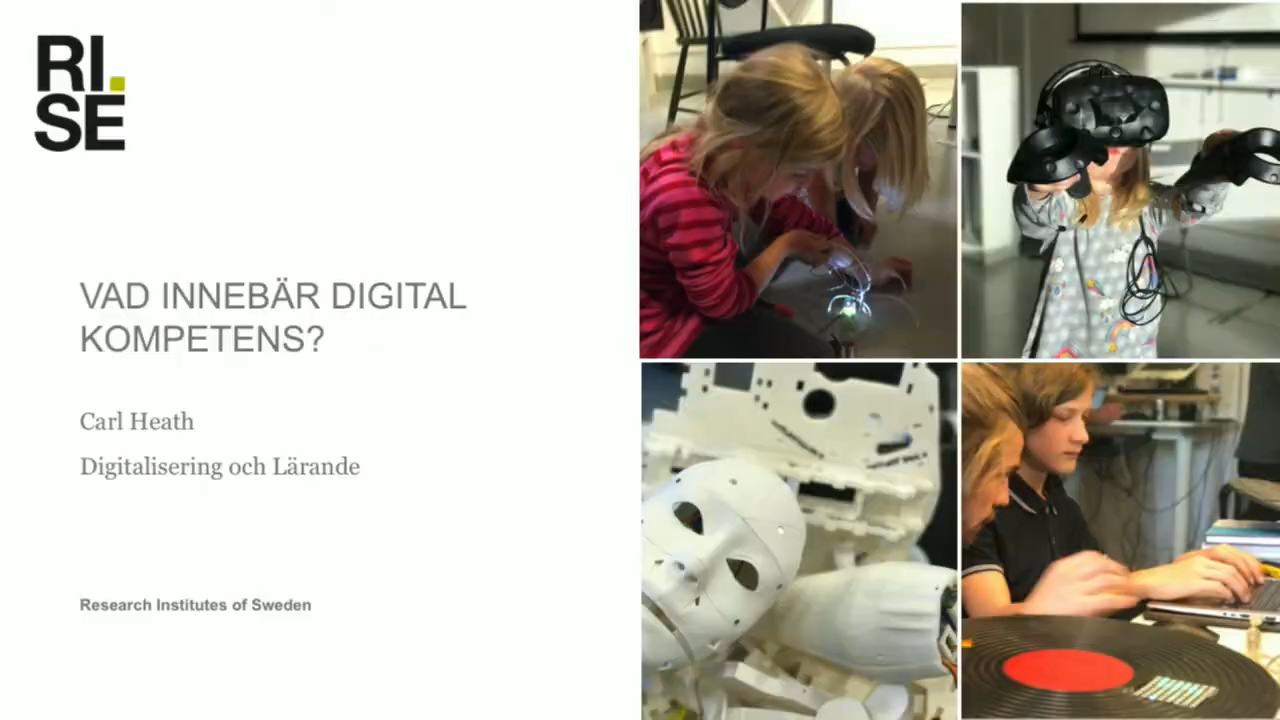 RI.
SE
VAD INNEBÄR DIGITAL
KOMPETENS?
Carl Heath
Digitalisering och Lärande
Research Institutes of Sweden